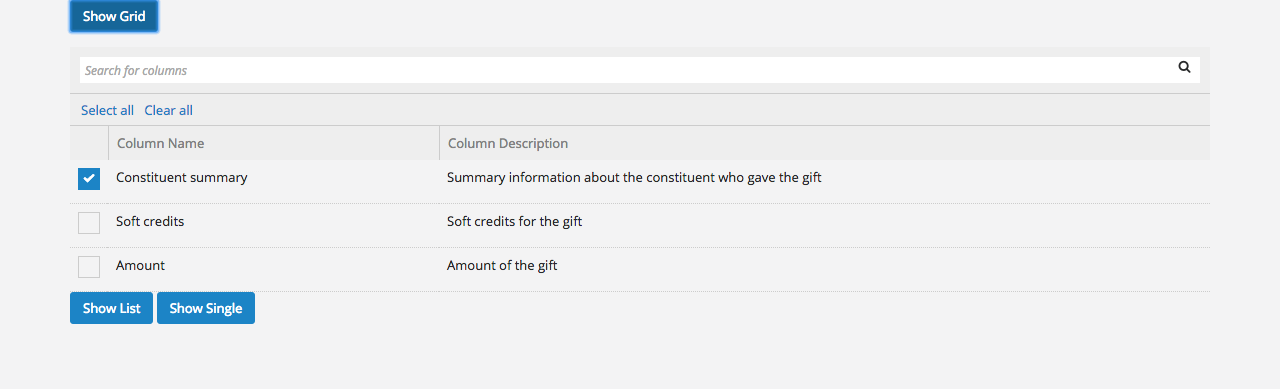 Show Grid
Search for columns
Select all Clear all
Column Name Column Description
Constituent summary Summary information about the constituent who gave the gift
Soft credits Soft credits for the gift
Amount Amount of the gift
Show List Show Single